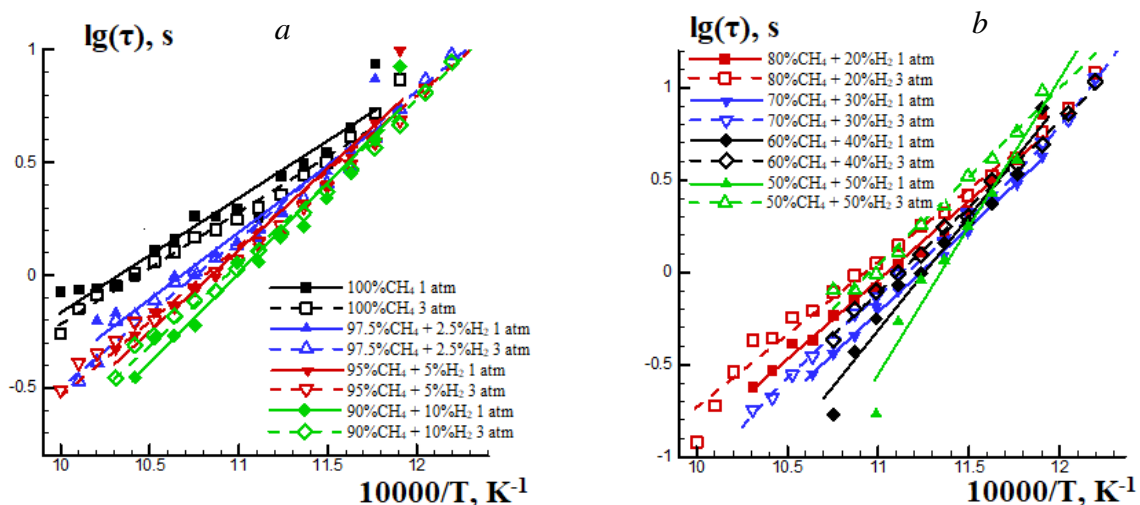 lg(τ), s
a
1
0.5
0
-0.5
100%CH₄ 1 atm
100%CH₄ 3 atm
97.5%CH₄ + 2.5%H₂ 1 atm
97.5%CH₄ + 2.5%H₂ 3 atm
95%CH₄ + 5%H₂ 1 atm
95%CH₄ + 5%H₂ 3 atm
90%CH₄ + 10%H₂ 1 atm
90%CH₄ + 10%H₂ 3 atm
10 10.5 11 11.5 12
10000/T, K⁻¹
lg(τ), s
b
1
0.5
0
-0.5
-1
80%CH₄ + 20%H₂ 1 atm
80%CH₄ + 20%H₂ 3 atm
70%CH₄ + 30%H₂ 1 atm
70%CH₄ + 30%H₂ 3 atm
60%CH₄ + 40%H₂ 1 atm
60%CH₄ + 40%H₂ 3 atm
50%CH₄ + 50%H₂ 1 atm
50%CH₄ + 50%H₂ 3 atm
10 10.5 11 11.5 12
10000/T, K⁻¹